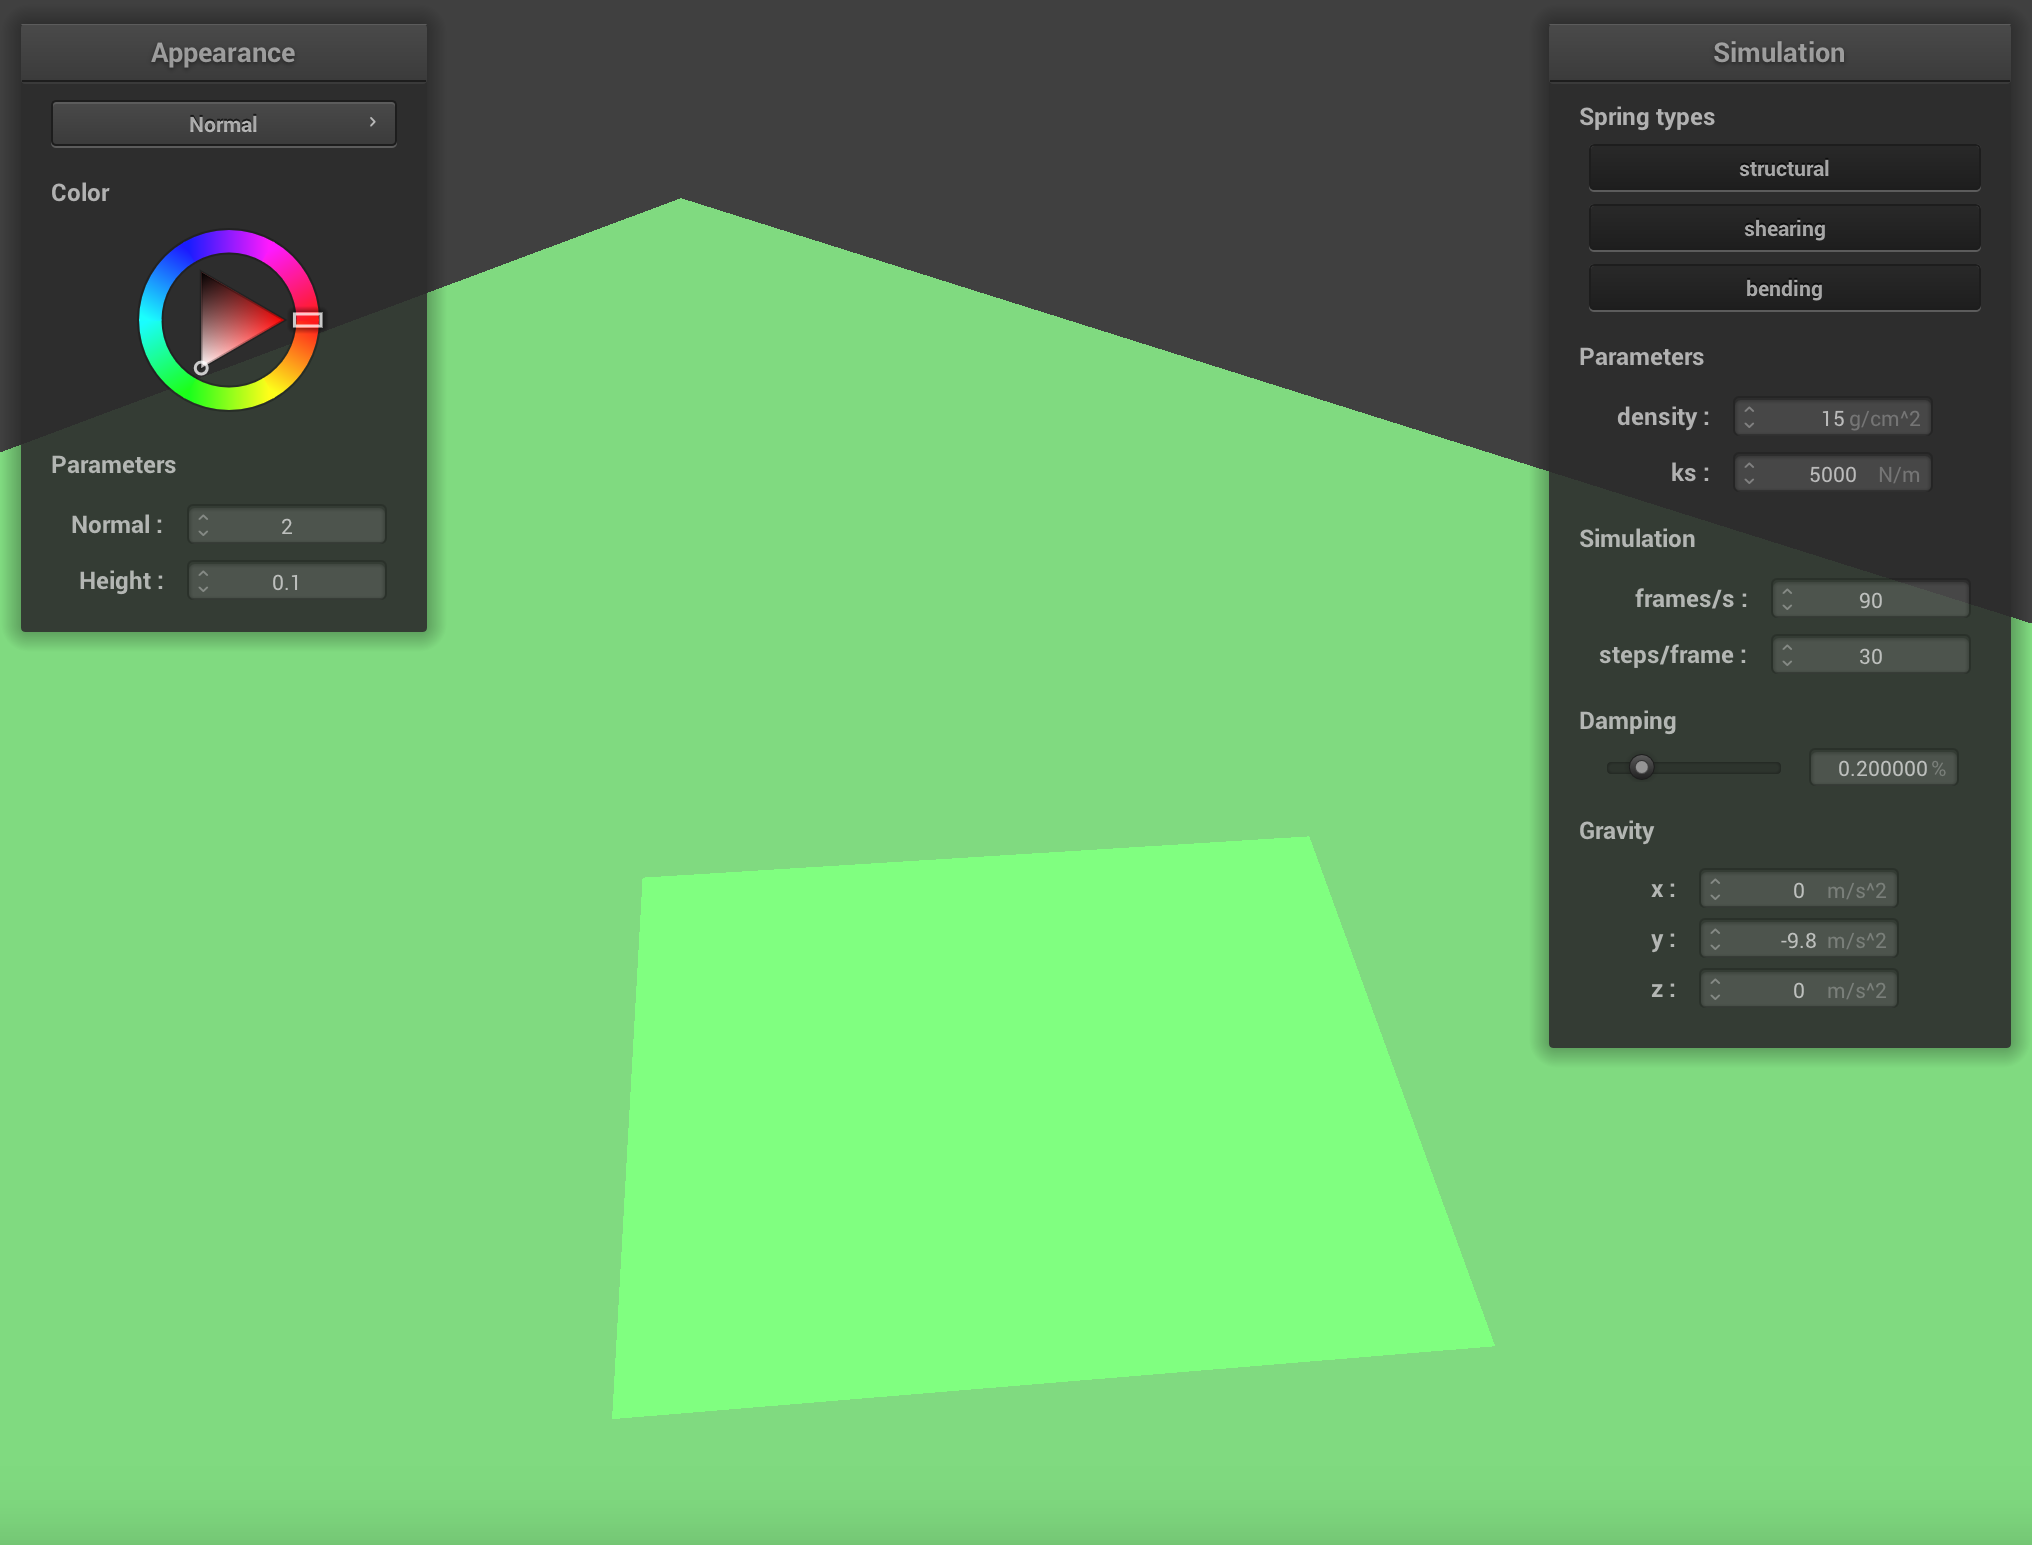 Appearance
Normal
Color
Parameters
Normal : 2
Height : 0.1
Simulation
Spring types
structural
shearing
bending
Parameters
density : 15 g/cm^2
ks : 5000 N/m
Simulation
frames/s : 90
steps/frame : 30
Damping
0.200000 %
Gravity
x : 0 m/s^2
y : -9.8 m/s^2
z : 0 m/s^2